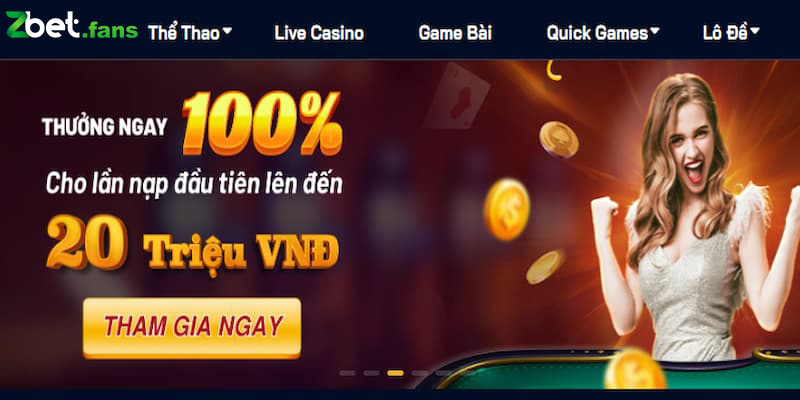 Zbet.fans
Thể Thao Live Casino Game Bài Quick Games Lô Đề
THƯỞNG NGAY 100%
Cho lần nạp đầu tiên lên đến
20 Triệu VNĐ
THAM GIA NGAY